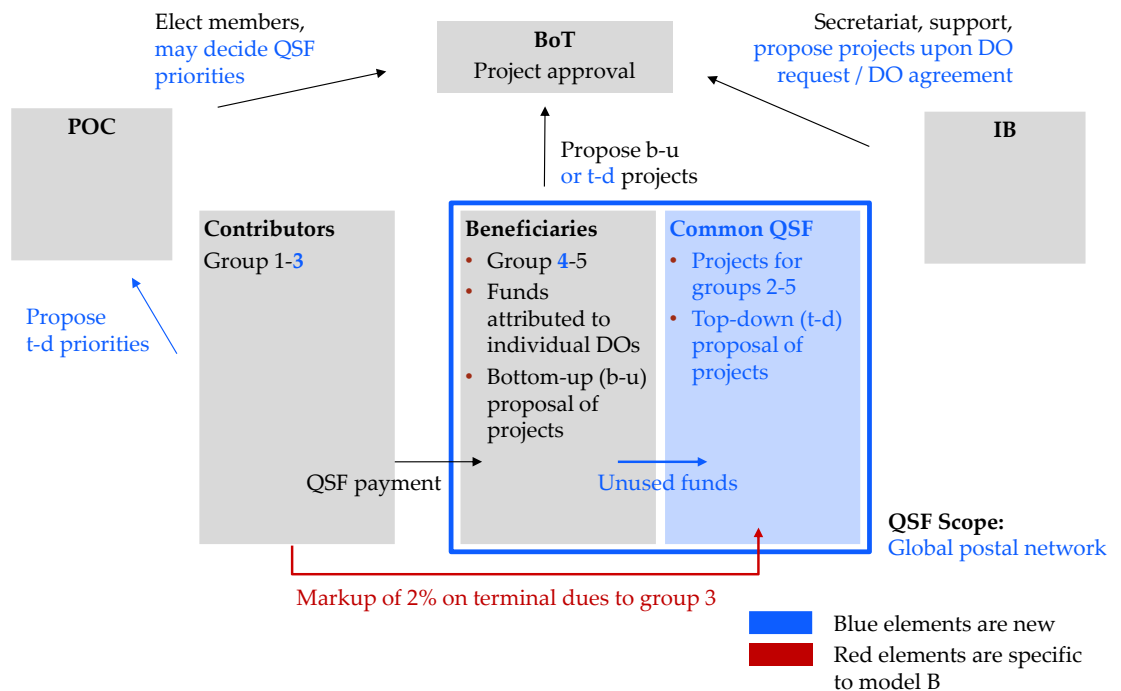 Elect members,
may decide QSF
priorities
BoT
Project approval
Secretariat, support,
propose projects upon DO
request / DO agreement
POC
IB
Propose b-u
or t-d projects
Contributors
Group 1-3
Beneficiaries
• Group 4-5
• Funds
attributed to
individual DOs
• Bottom-up (b-u)
proposal of
projects
Common QSF
• Projects for
groups 2-5
• Top-down (t-d)
proposal of
projects
Propose
t-d priorities
QSF payment
Unused funds
QSF Scope:
Global postal network
Markup of 2% on terminal dues to group 3
Blue elements are new
Red elements are specific
to model B